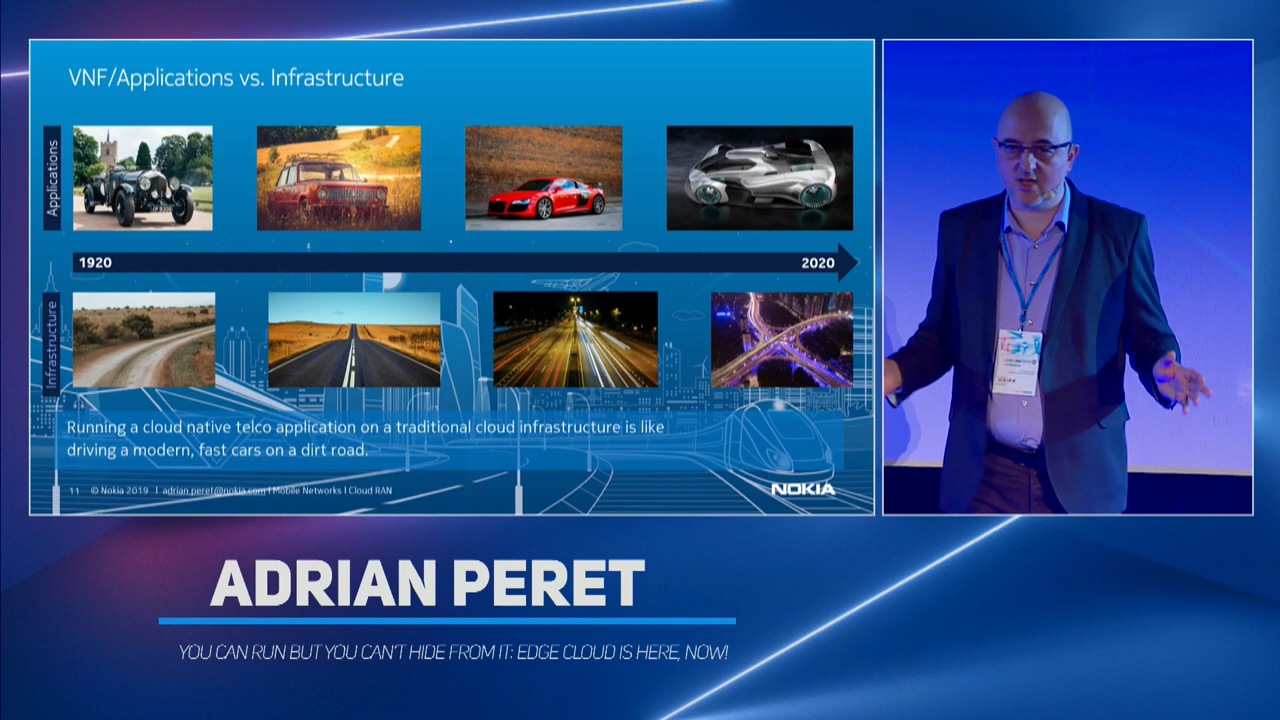 VNF/Applications vs. Infrastructure
Applications
1920
2020
Infrastructure
Running a cloud native telco application on a traditional cloud infrastructure is like
driving a modern, fast cars on a dirt road.
11 © Nokia 2019 I adrian.peret@nokia.com I Mobile Networks I Cloud RAN
NOKIA
ADRIAN PERET
YOU CAN RUN BUT YOU CAN'T HIDE FROM IT: EDGE CLOUD IS HERE, NOW!